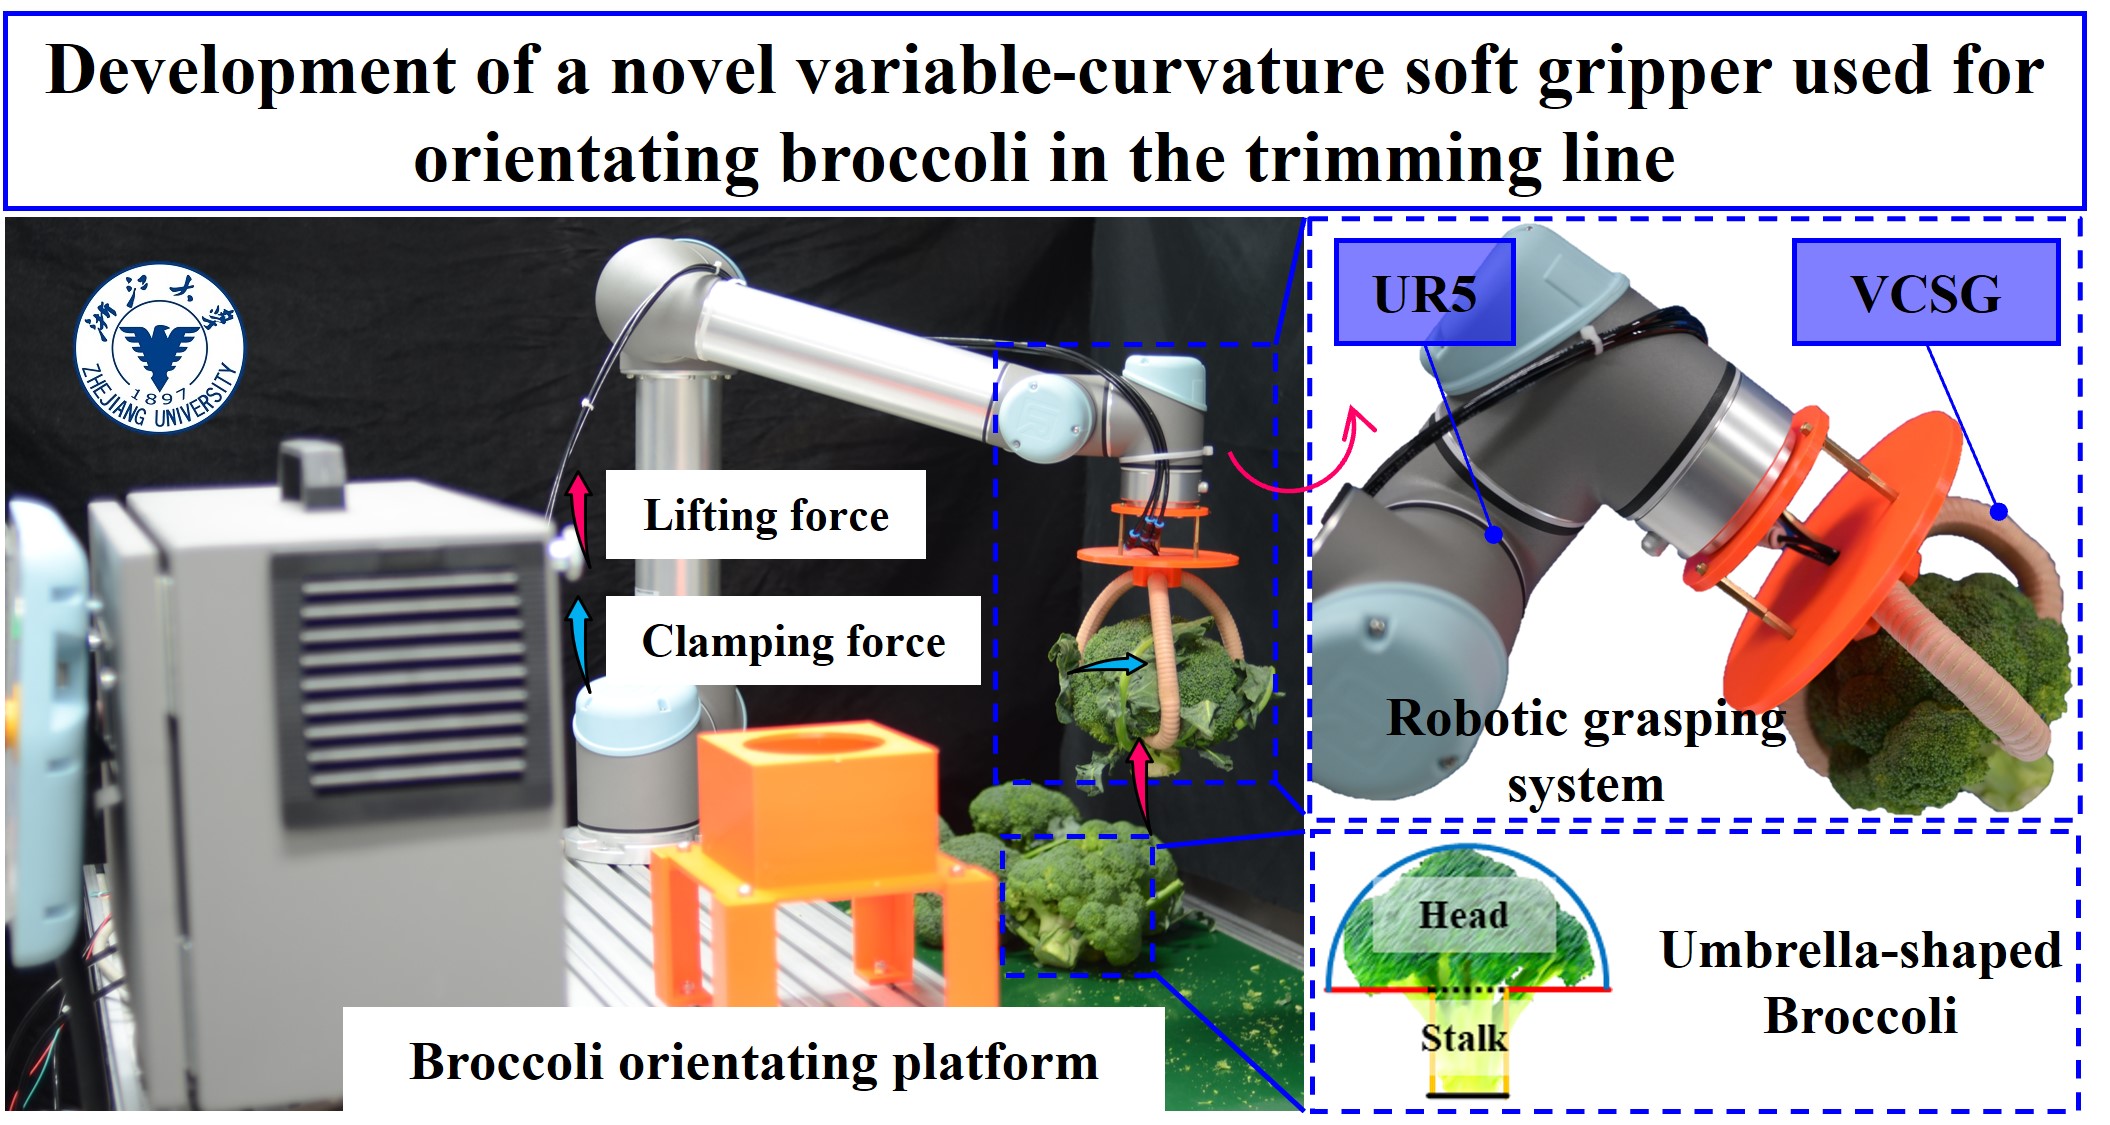 Development of a novel variable-curvature soft gripper used for
orientating broccoli in the trimming line
浙江大学
ZHEJIANG UNIVERSITY
1897
Lifting force
Clamping force
Broccoli orientating platform
UR5
VCSG
Robotic grasping
system
Head
Stalk
Umbrella-shaped
Broccoli